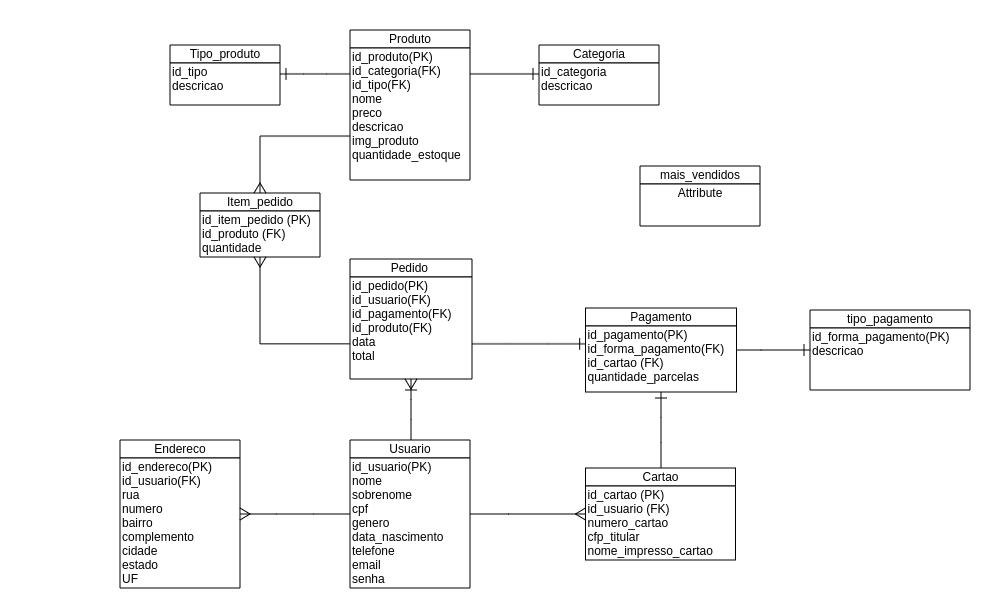 Tipo_produto
id_tipo
descricao
Produto
id_produto(PK)
id_categoria(FK)
id_tipo(FK)
nome
preco
descricao
img_produto
quantidade_estoque
Categoria
id_categoria
descricao
mais_vendidos
Attribute
Item_pedido
id_item_pedido (PK)
id_produto (FK)
quantidade
Pedido
id_pedido(PK)
id_usuario(FK)
id_pagamento(FK)
id_produto(FK)
data
total
Pagamento
id_pagamento(PK)
id_forma_pagamento(FK)
id_cartao (FK)
quantidade_parcelas
tipo_pagamento
id_forma_pagamento(PK)
descricao
Endereco
id_endereco(PK)
id_usuario(FK)
rua
numero
bairro
complemento
cidade
estado
UF
Usuario
id_usuario(PK)
nome
sobrenome
cpf
genero
data_nascimento
telefone
email
senha
Cartao
id_cartao (PK)
id_usuario (FK)
numero_cartao
cfp_titular
nome_impresso_cartao